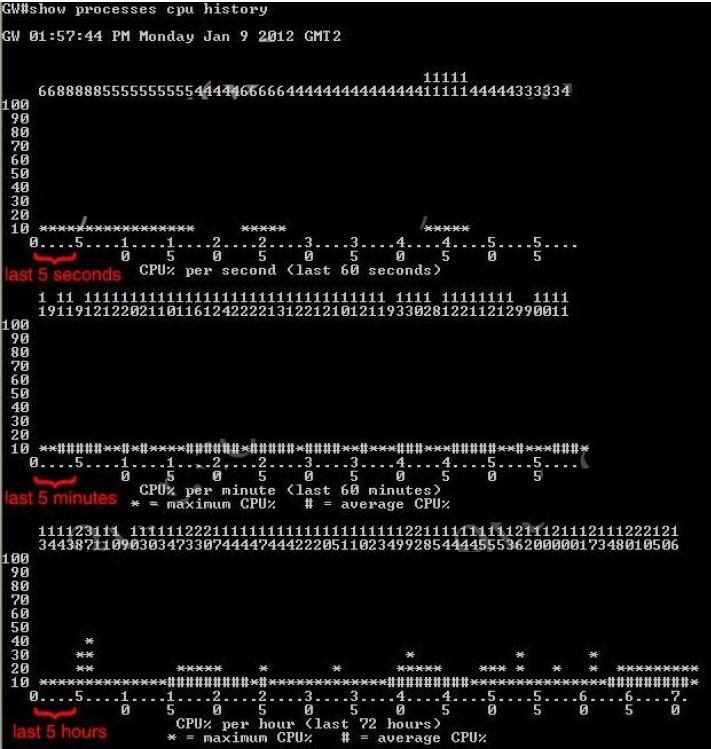 GW#show processes cpu history
GW 01:57:44 PM Monday Jan 9 2012 GMT2
11111
6688888555555555544444666664444444444444441111144444333334
100
90
80
70
60
50
40
30
20
10 ***************** ***** *****
0....5....1....1....2....2....3....3....4....4....5....5....
0 5 0 5 0 5 0 5 0 5
last 5 seconds CPU% per second (last 60 seconds)
1 11 111111111111111111111111111111111 1111 11111111 1111
1911912122021101161242222131221210121193302812211212990011
100
90
80
70
60
50
40
30
20
10 **#####**#*#****######*#####*####**#***####***#####**#***###*
0....5....1....1....2....2....3....3....4....4....5....5....
0 5 0 5 0 5 0 5 0 5
last 5 minutes CPU% per minute (last 60 minutes)
* = maximum CPU% # = average CPU%
111123111 111111222111111111111111111111122111111111211121112111222121
3443871109030347330744447444222051102349928544445553620000017348010506
100
90
80
70
60
50
40 *
30 ** * * *
20 ** ***** * * ***** *** * * * *********
10 **************##########*#*************#########*************#########*
0....5....1....1....2....2....3....3....4....4....5....5....6....6....7.
0 5 0 5 0 5 0 5 0 5 0 5 0
last 5 hours CPU% per hour (last 72 hours)
* = maximum CPU% # = average CPU%